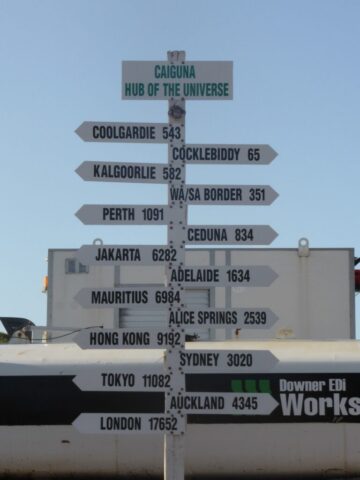 CAIGUNA
HUB OF THE UNIVERSE
COOLGARDIE 543
COCKLEBIDDY 65
KALGOORLIE 582
WA/SA BORDER 351
PERTH 1091
CEDUNA 834
JAKARTA 6282
ADELAIDE 1634
MAURITIUS 6984
ALICE SPRINGS 2539
HONG KONG 9192
SYDNEY 3020
TOKYO 11082
AUCKLAND 4345
LONDON 17652
Downer EDi
Works